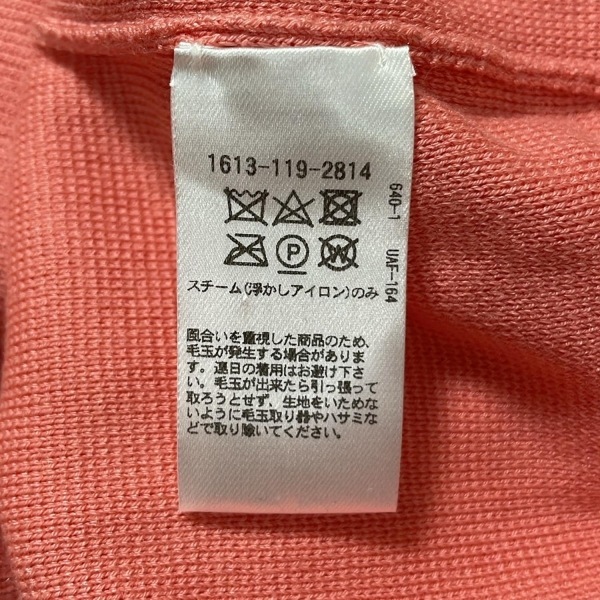 1613-119-2814
P W
スチーム(浮かしアイロン)のみ
640-1 UAF-164
風合いを重視した商品のため、
毛玉が発生する場合がありま
す。連日の着用はお避け下さ
い。毛玉が出来たら引っ張って
取ろうとせず、生地をいためな
いように毛玉取り器やハサミな
どで取り除いてください。